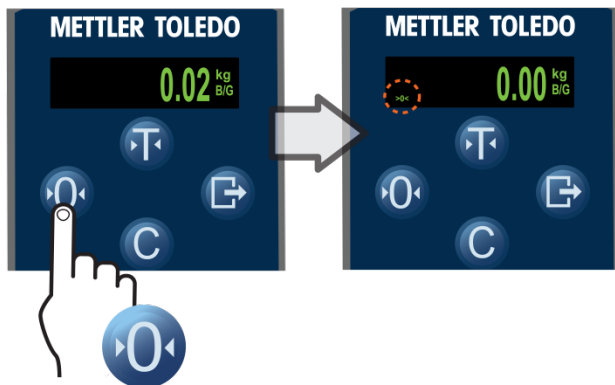 METTLER TOLEDO
0.02 kg B/G
T
0
C
0
METTLER TOLEDO
>0< 0.00 kg B/G
T
0
C